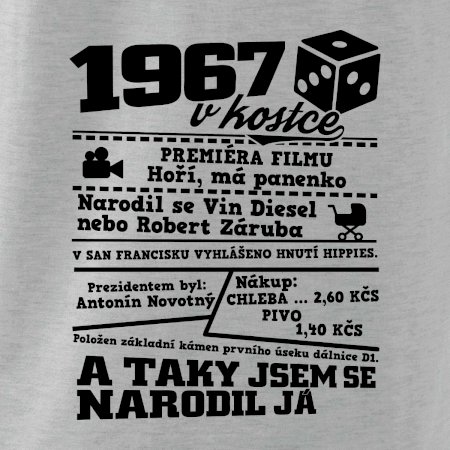 1967
v kostce
PREMIÉRA FILMU
Hoří, má panenko
Narodil se Vin Diesel
nebo Robert Záruba
V SAN FRANCISKU VYHLÁŠENO HNUTÍ HIPPIES.
Prezidentem byl:
Antonín Novotný
Nákup:
CHLEBA ... 2,60 KČS
PIVO
1,40 KČS
Položen základní kámen prvního úseku dálnice D1.
A TAKY JSEM SE
NARODIL JÁ